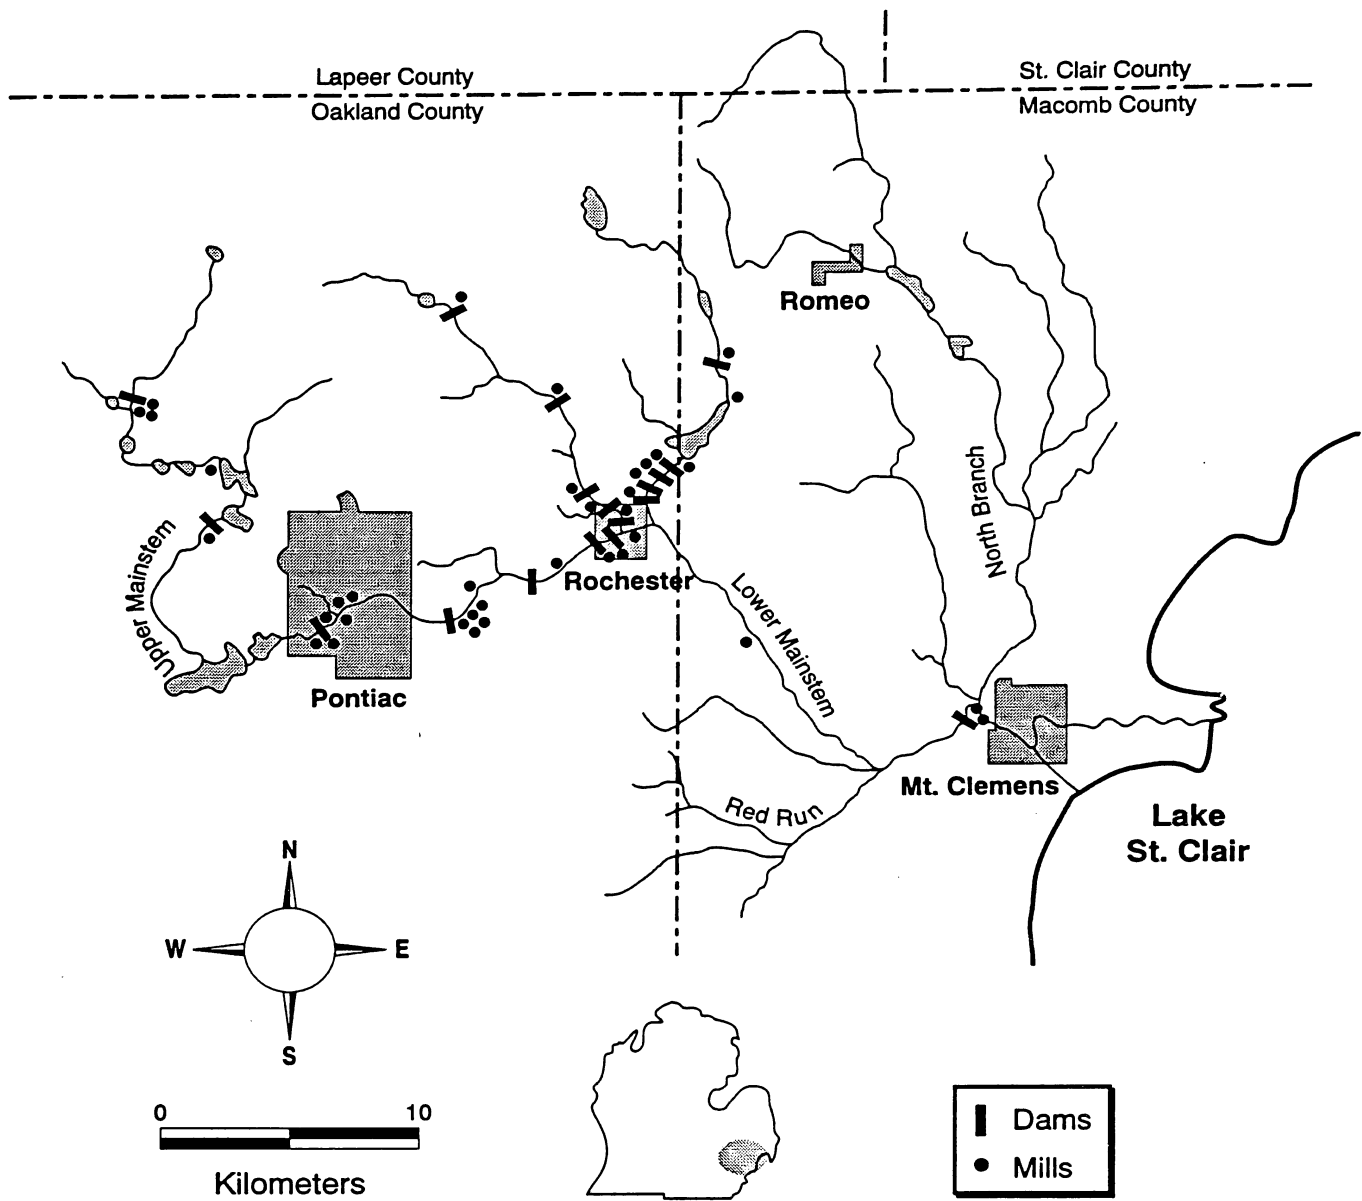 Lapeer County
St. Clair County
Oakland County
Macomb County
Romeo
North Branch
Upper Mainstem
Rochester
Lower Mainstem
Pontiac
Mt. Clemens
Red Run
Lake
St. Clair
N
W
E
S
0
10
Kilometers
Dams
Mills